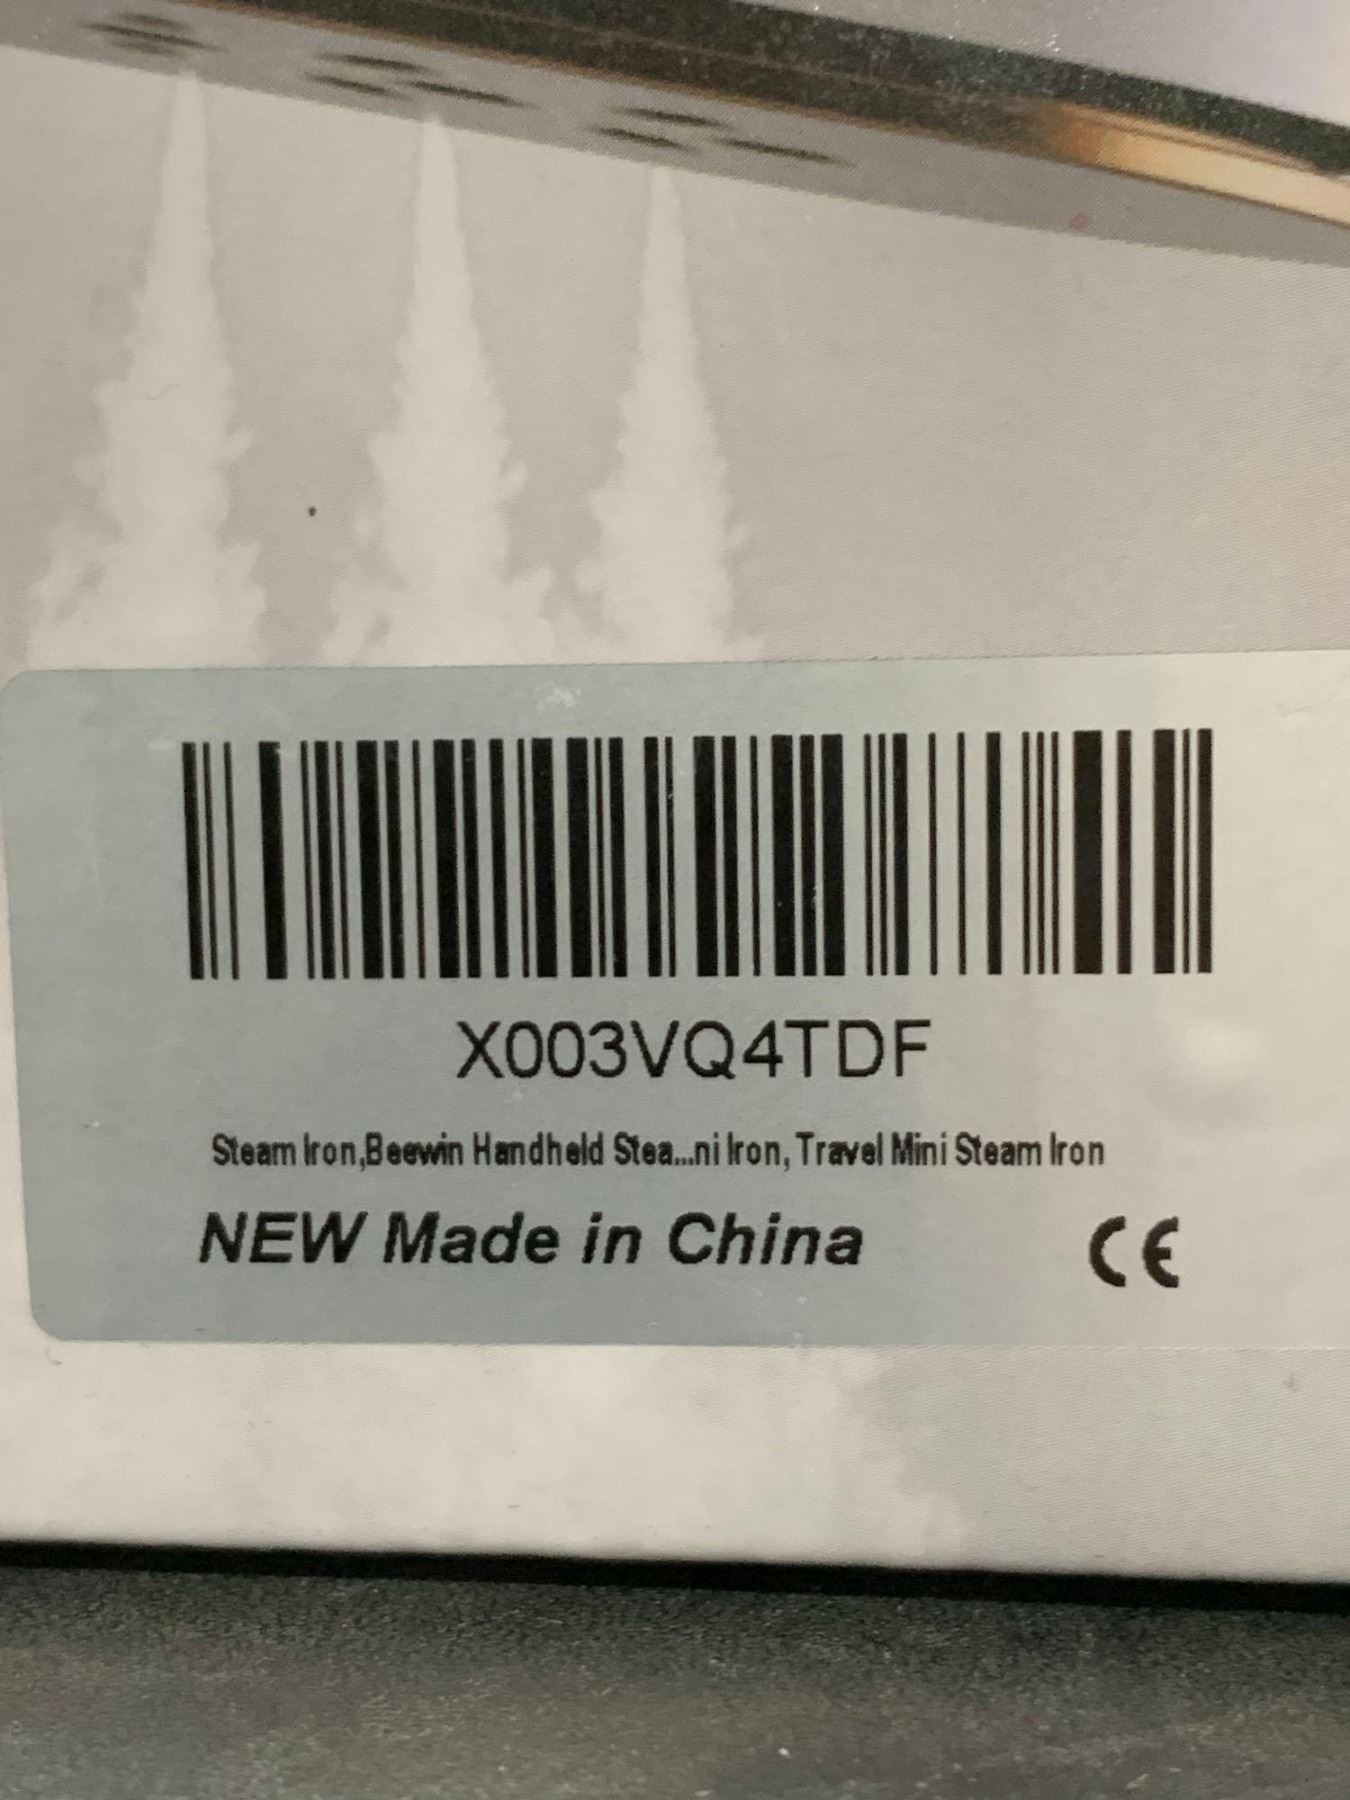 X003VQ4TDF
Steam Iron,Beewin Handheld Stea...ni Iron, Travel Mini Steam Iron
NEW Made in China CE